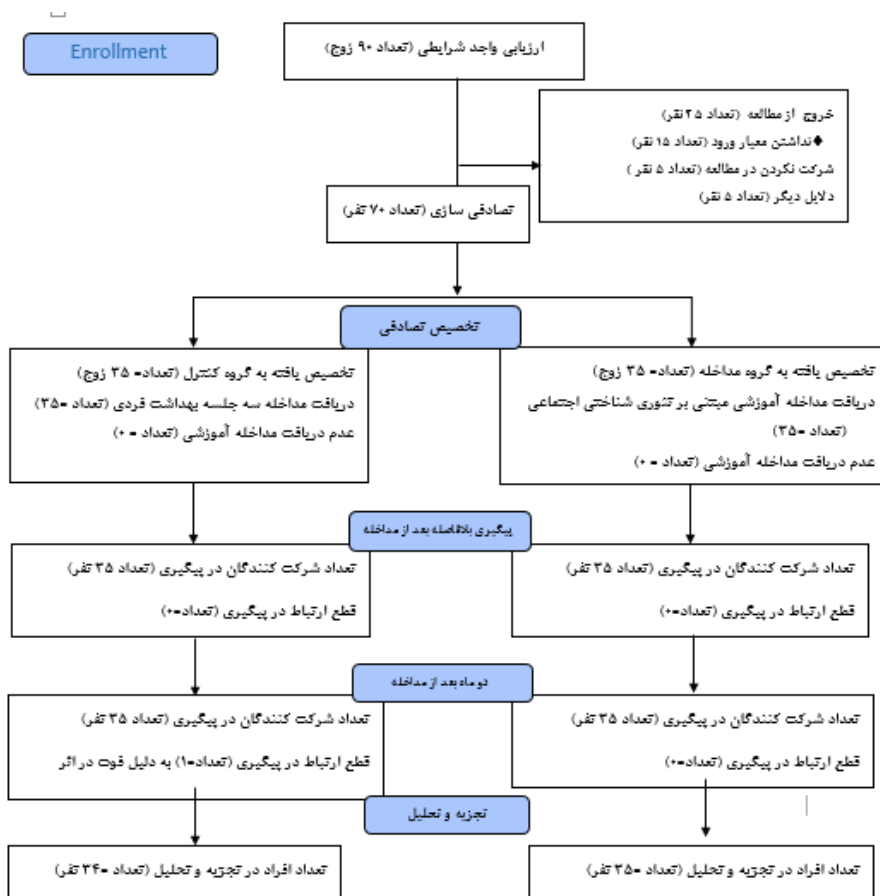 Enrollment
ارزیابی واجد شرایطی (تعداد ۹۰ زوج)
خروج از مطالعه (تعداد ۲۵ نفر)
♦نداشتن معیار ورود (تعداد ۱۵ نفر)
شرکت نکردن در مطالعه (تعداد ۵ نفر )
دلایل دیگر (تعداد ۵ نفر)
تصادفی سازی (تعداد ۷۰ نفر)
تخصیص تصادفی
تخصیص یافته به گروه مداخله (تعداد= ۳۵ زوج)
دریافت مداخله آموزشی مبتنی بر تئوری شناختی اجتماعی
(تعداد =۳۵)
عدم دریافت مداخله آموزشی (تعداد = ۰)
تخصیص یافته به گروه کنترل (تعداد= ۳۵ زوج)
دریافت مداخله سه جلسه بهداشت فردی (تعداد =۳۵)
عدم دریافت مداخله آموزشی (تعداد = ۰)
پیگیری بلافاصله بعد از مداخله
تعداد شرکت کنندگان در پیگیری (تعداد ۳۵ نفر)
قطع ارتباط در پیگیری (تعداد=۰)
تعداد شرکت کنندگان در پیگیری (تعداد ۳۵ نفر)
قطع ارتباط در پیگیری (تعداد=۰)
دو ماه بعد از مداخله
تعداد شرکت کنندگان در پیگیری (تعداد ۳۵ نفر)
قطع ارتباط در پیگیری (تعداد=۰)
تعداد شرکت کنندگان در پیگیری (تعداد ۳۵ نفر)
قطع ارتباط در پیگیری (تعداد=۱) به دلیل فوت در اثر
تجزیه و تحلیل
تعداد افراد در تجزیه و تحلیل (تعداد =۳۵ نفر)
تعداد افراد در تجزیه و تحلیل (تعداد =۳۴ نفر)